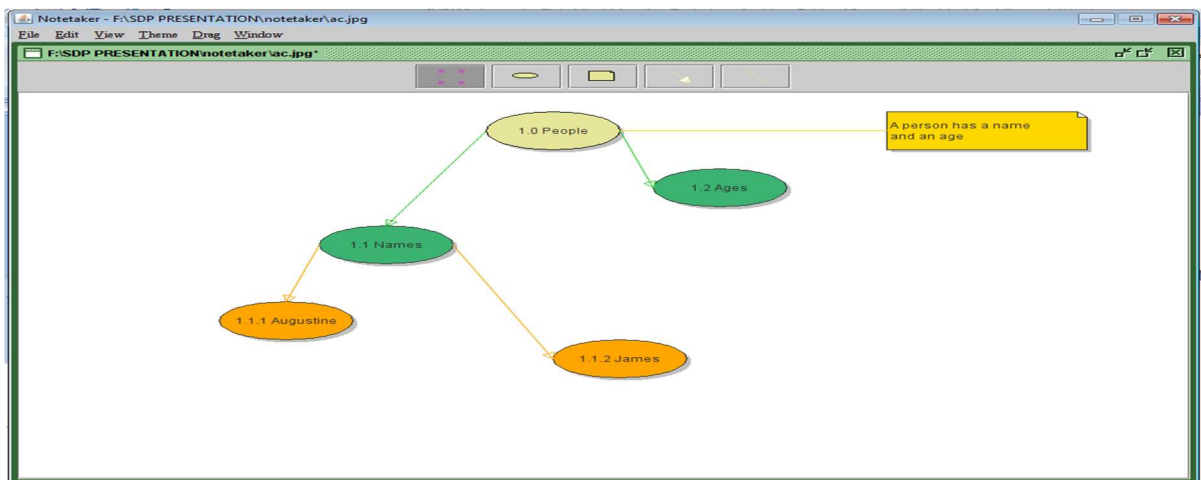 Notetaker - F:\SDP PRESENTATION\notetaker\ac.jpg
File Edit View Theme Drag Window
F:\SDP PRESENTATION\notetaker\ac.jpg*
1.0 People
A person has a name
and an age
1.2 Ages
1.1 Names
1.1.1 Augustine
1.1.2 James